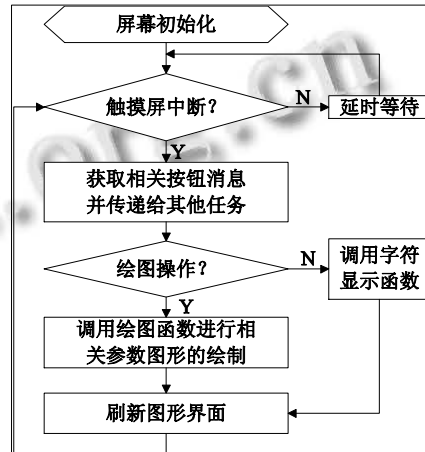 屏幕初始化
触摸屏中断？
N
延时等待
Y
获取相关按钮消息
并传递给其他任务
绘图操作？
N
调用字符
显示函数
Y
调用绘图函数进行相
关参数图形的绘制
刷新图形界面